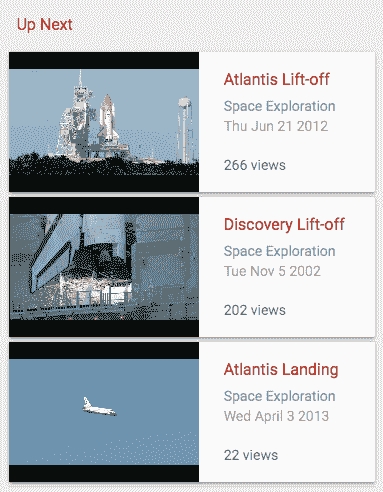 Up Next
Atlantis Lift-off
Space Exploration
Thu Jun 21 2012
266 views
Discovery Lift-off
Space Exploration
Tue Nov 5 2002
202 views
Atlantis Landing
Space Exploration
Wed April 3 2013
22 views